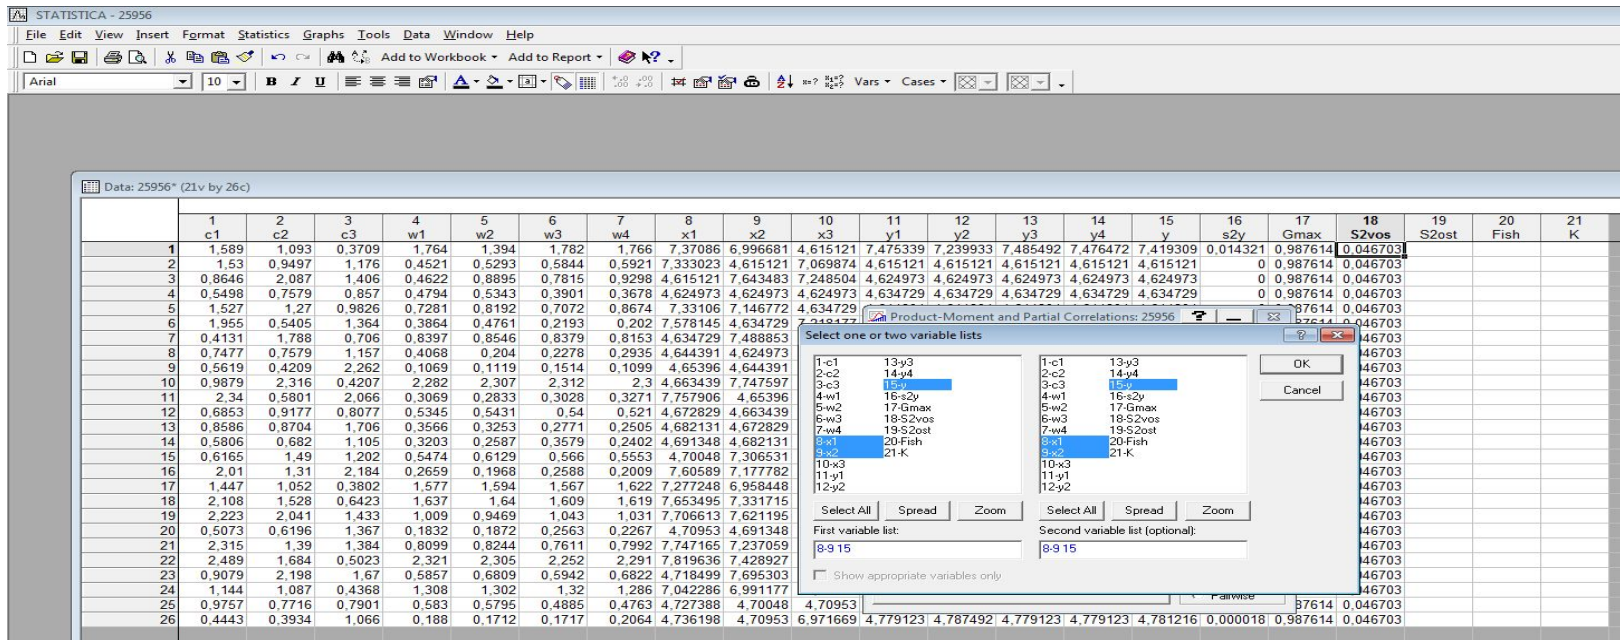 STATISTICA - 25956
File Edit View Insert Format Statistics Graphs Tools Data Window Help
Add to Workbook Add to Report
Arial 10 B I U Vars Cases
Data: 25956* (21v by 26c)
1 2 3 4 5 6 7 8 9 10 11 12 13 14 15 16 17 18 19 20 21
c1 c2 c3 w1 w2 w3 w4 x1 x2 x3 y1 y2 y3 y4 y s2y Gmax S2vos S2ost Fish K
1 1,589 1,093 0,3709 1,764 1,394 1,782 1,766 7,37086 6,996681 4,615121 7,475339 7,239933 7,485492 7,476472 7,419309 0,014321 0,987614 0,046703
2 1,53 0,9497 1,176 0,4521 0,5293 0,5844 0,5921 7,333023 4,615121 7,069874 4,615121 4,615121 4,615121 4,615121 4,615121 0 0,987614 0,046703
3 0,8646 2,087 1,406 0,4622 0,8895 0,7815 0,9298 4,615121 7,643483 7,248504 4,624973 4,624973 4,624973 4,624973 4,624973 0 0,987614 0,046703
4 0,5498 0,7579 0,857 0,4794 0,5343 0,3901 0,3678 4,624973 4,624973 4,624973 4,634729 4,634729 4,634729 4,634729 4,634729 0 0,987614 0,046703
5 1,527 1,27 0,9826 0,7281 0,8192 0,7072 0,8674 7,33106 7,146772 4,634729
Product-Moment and Partial Correlations: 25956
6 1,955 0,5405 1,364 0,3864 0,4761 0,2193 0,202 7,578145 4,634729
7 0,4131 1,788 0,706 0,8397 0,8546 0,8379 0,8153 4,634729 7,488853
8 0,7477 0,7579 1,157 0,4068 0,204 0,2278 0,2935 4,644391 4,624973
9 0,5619 0,4209 2,262 0,1069 0,1119 0,1514 0,1099 4,65396 4,644391
10 0,9879 2,316 0,4207 2,282 2,307 2,312 2,3 4,663439 7,747597
11 2,34 0,5801 2,066 0,3069 0,2833 0,3028 0,3271 7,757906 4,65396
12 0,6853 0,9177 0,8077 0,5345 0,5431 0,54 0,521 4,672829 4,663439
13 0,8586 0,8704 1,706 0,3566 0,3253 0,2771 0,2505 4,682131 4,672829
14 0,5806 0,682 1,105 0,3203 0,2587 0,3579 0,2402 4,691348 4,682131
15 0,6165 1,49 1,202 0,5474 0,6129 0,566 0,5553 4,70048 7,306531
16 2,01 1,31 2,184 0,2659 0,1968 0,2588 0,2009 7,60589 7,177782
17 1,447 1,052 0,3802 1,577 1,594 1,567 1,622 7,277248 6,958448
18 2,108 1,528 0,6423 1,637 1,64 1,609 1,619 7,653495 7,331715
19 2,223 2,041 1,433 1,009 0,9469 1,043 1,031 7,706613 7,621195
20 0,5073 0,6196 1,367 0,1832 0,1872 0,2563 0,2267 4,70953 4,691348
21 2,315 1,39 1,384 0,8099 0,8244 0,7611 0,7992 7,747165 7,237059
22 2,489 1,684 0,5023 2,321 2,305 2,252 2,291 7,819636 7,428927
23 0,9079 2,198 1,67 0,5857 0,6809 0,5942 0,6822 4,718499 7,695303
24 1,144 1,087 0,4368 1,308 1,302 1,32 1,286 7,042286 6,991177
25 0,9757 0,7716 0,7901 0,583 0,5795 0,4885 0,4763 4,727388 4,70048 4,70953 0,046703
26 0,4443 0,3934 1,066 0,188 0,1712 0,1717 0,2064 4,736198 4,70953 6,971669 4,779123 4,787492 4,779123 4,779123 4,781216 0,000018 0,987614 0,046703
Select one or two variable lists
1-c1 13-y3 1-c1 13-y3 OK
2-c2 14-y4 2-c2 14-y4
3-c3 15-y 3-c3 15-y Cancel
4-w1 16-s2y 4-w1 16-s2y
5-w2 17-Gmax 5-w2 17-Gmax
6-w3 18-S2vos 6-w3 18-S2vos
7-w4 19-S2ost 7-w4 19-S2ost
8-x1 20-Fish 8-x1 20-Fish
9-x2 21-K 9-x2 21-K
10-x3 10-x3
11-y1 11-y1
12-y2 12-y2
Select All Spread Zoom Select All Spread Zoom
First variable list: Second variable list (optional):
8-9 15 8-9 15
Show appropriate variables only
Pairwise